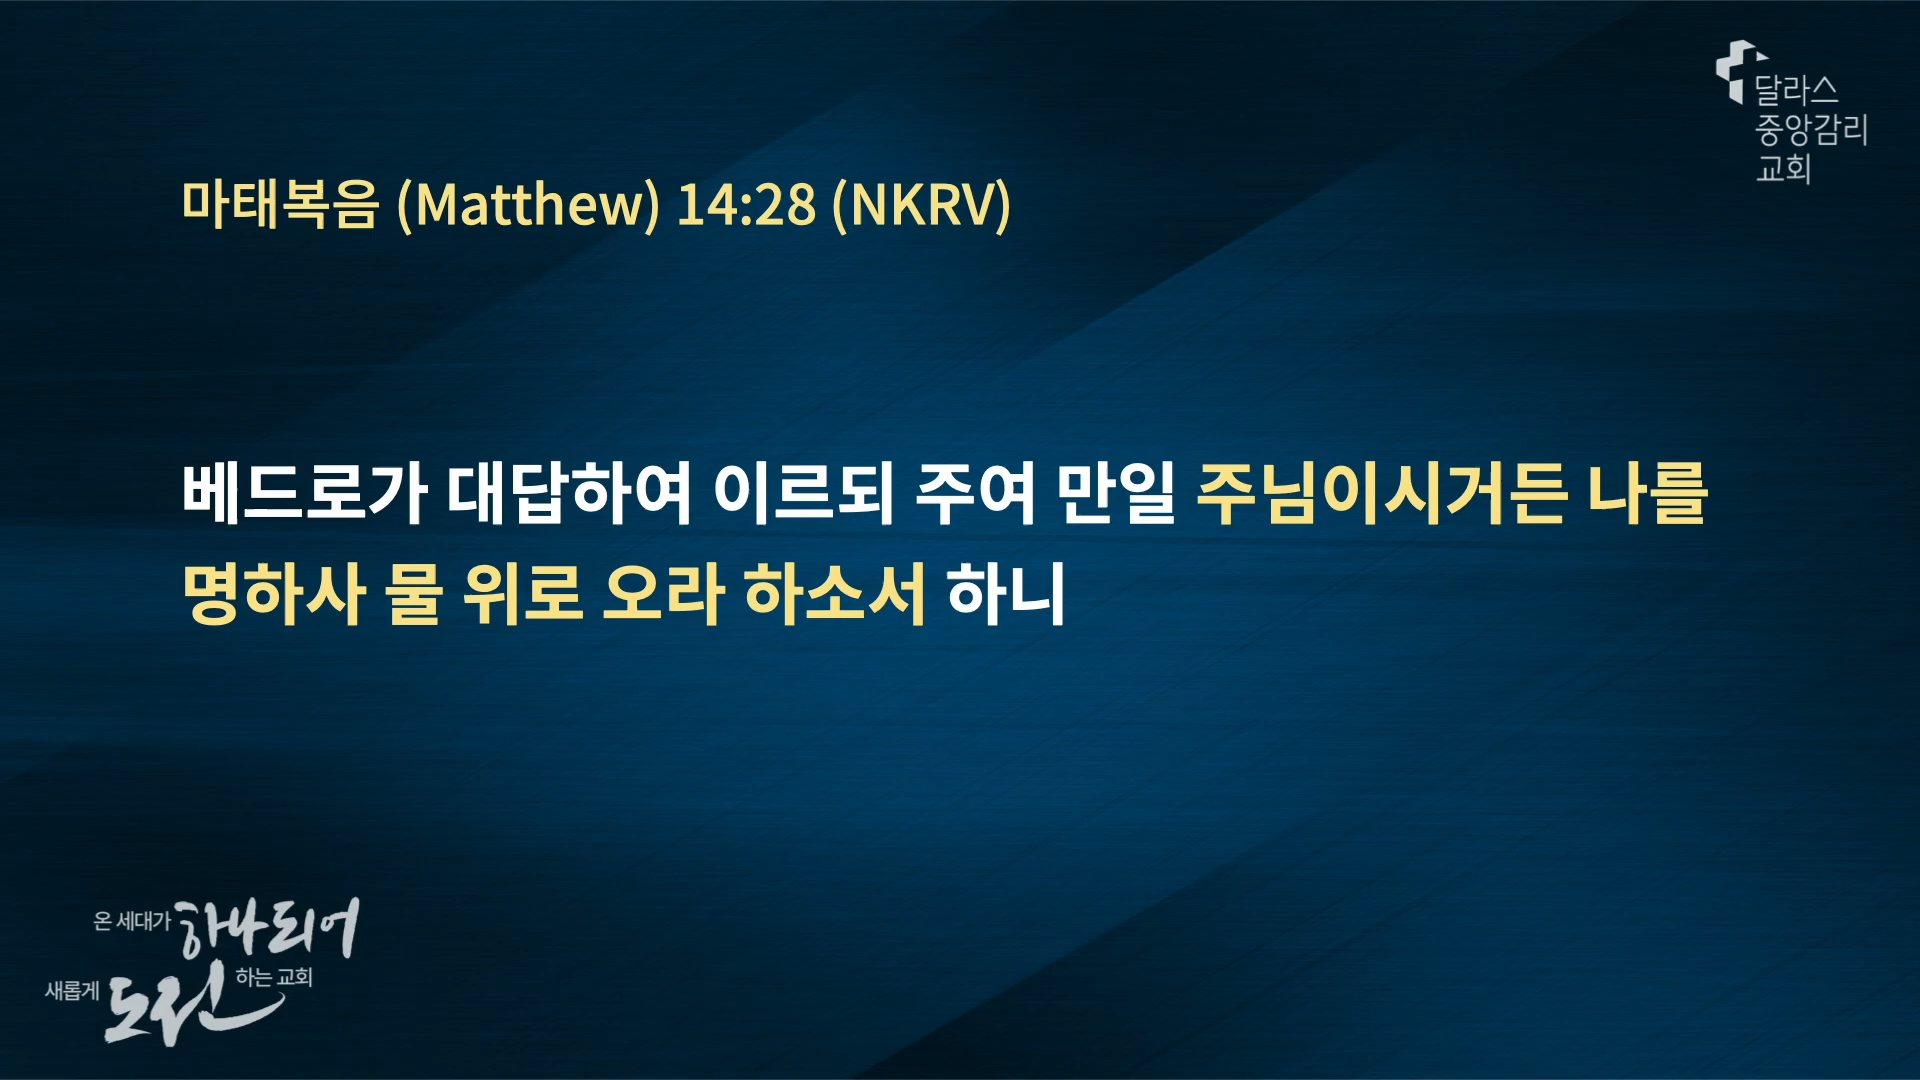 달라스
중앙감리
교회
마태복음 (Matthew) 14:28 (NKRV)
베드로가 대답하여 이르되 주여 만일 주님이시거든 나를
명하사 물 위로 오라 하소서 하니
온 세대가 하나되어
새롭게 도전 하는 교회